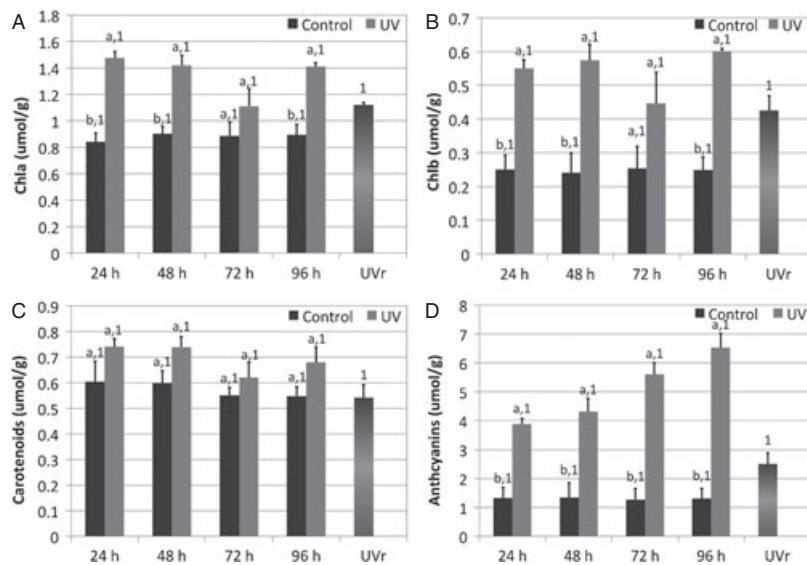 A
Control UV
Chla (umol/g)
1.8
1.6
1.4
1.2
1
0.8
0.6
0.4
0.2
0
b,1 a,1 b,1 a,1 a,1 a,1 b,1 a,1 1
24 h 48 h 72 h 96 h UVr
B
Control UV
Chlb (umol/g)
0.7
0.6
0.5
0.4
0.3
0.2
0.1
0
b,1 a,1 b,1 a,1 a,1 a,1 b,1 a,1 1
24 h 48 h 72 h 96 h UVr
C
Control UV
Carotenoids (umol/g)
0.9
0.8
0.7
0.6
0.5
0.4
0.3
0.2
0.1
0
a,1 a,1 a,1 a,1 a,1 a,1 a,1 a,1 1
24 h 48 h 72 h 96 h UVr
D
Control UV
Anthcyanins (umol/g)
8
7
6
5
4
3
2
1
0
b,1 a,1 b,1 a,1 b,1 a,1 b,1 a,1 1
24 h 48 h 72 h 96 h UVr